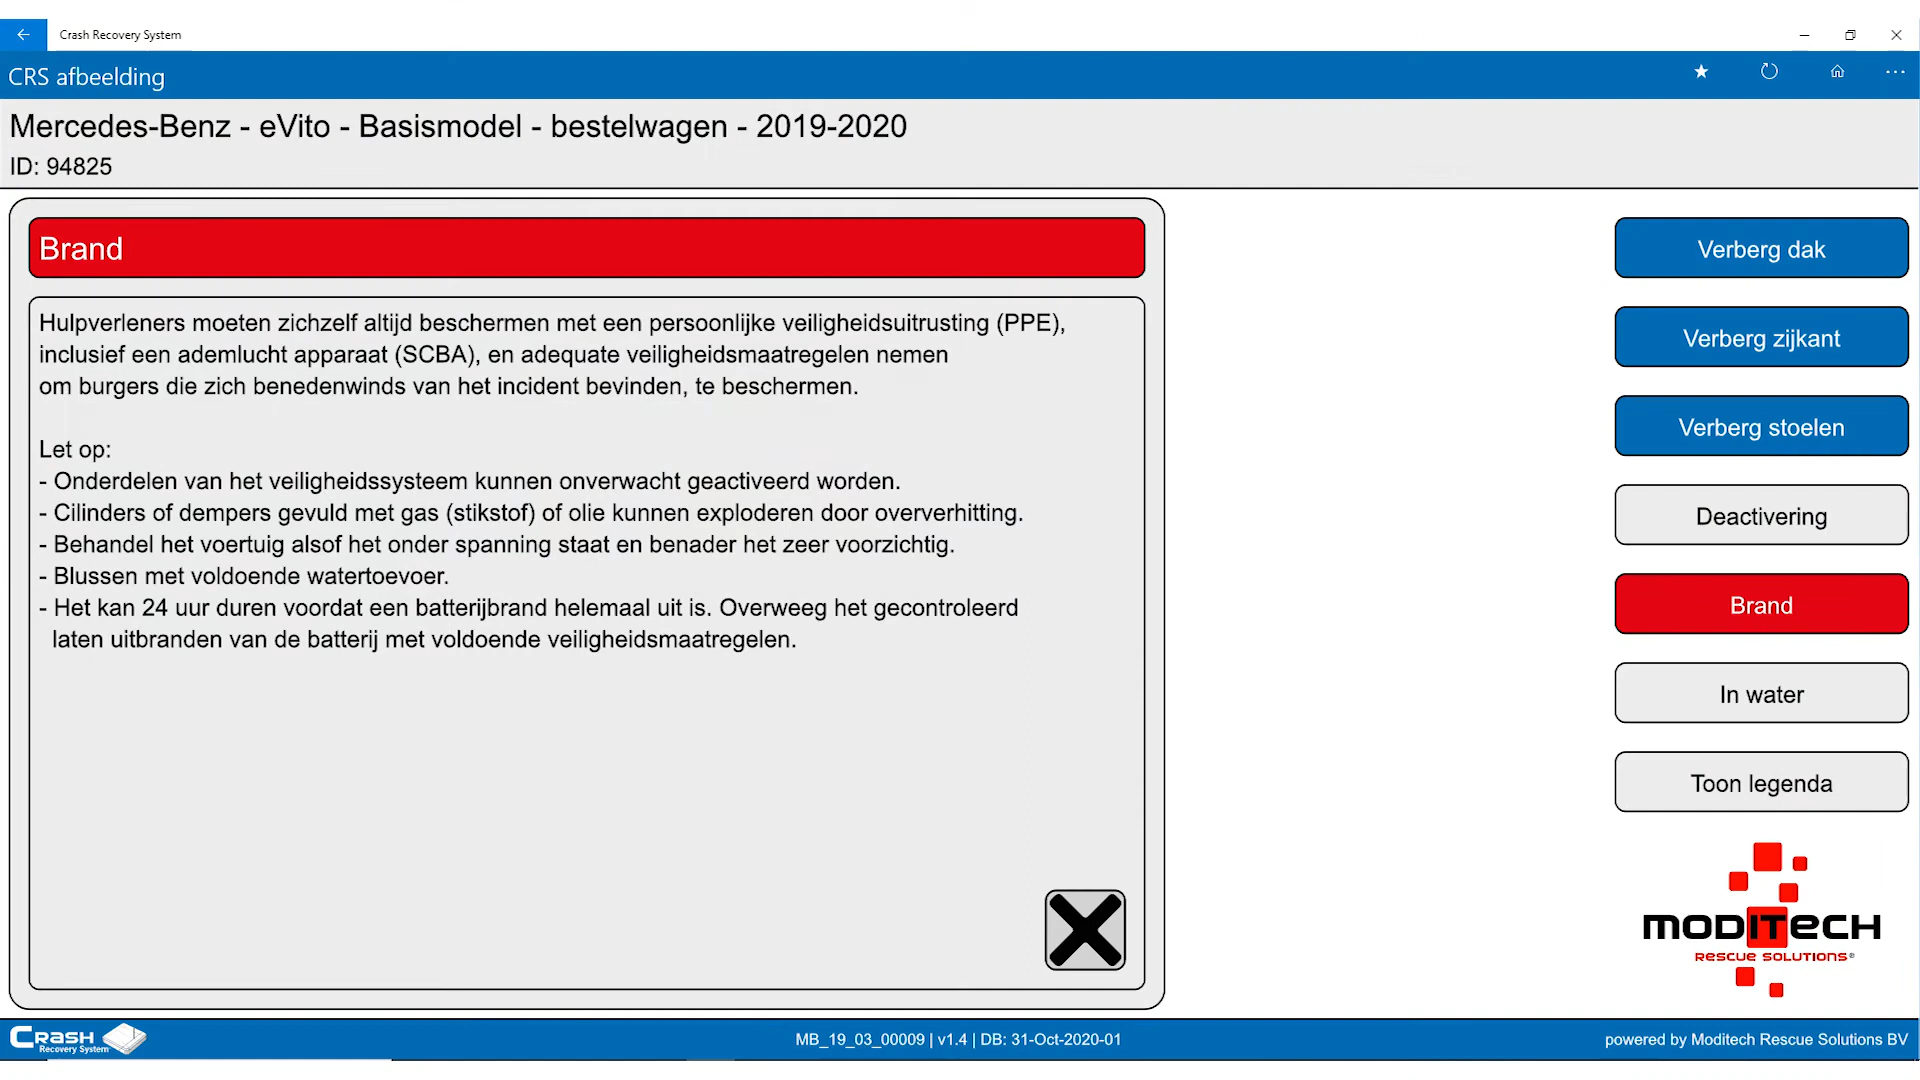 Crash Recovery System
CRS afbeelding
Mercedes-Benz - eVito - Basismodel - bestelwagen - 2019-2020
ID: 94825
Brand
Hulpverleners moeten zichzelf altijd beschermen met een persoonlijke veiligheidsuitrusting (PPE),
inclusief een ademlucht apparaat (SCBA), en adequate veiligheidsmaatregelen nemen
om burgers die zich benedenwinds van het incident bevinden, te beschermen.
Let op:
- Onderdelen van het veiligheidssysteem kunnen onverwacht geactiveerd worden.
- Cilinders of dempers gevuld met gas (stikstof) of olie kunnen exploderen door oververhitting.
- Behandel het voertuig alsof het onder spanning staat en benader het zeer voorzichtig.
- Blussen met voldoende watertoevoer.
- Het kan 24 uur duren voordat een batterijbrand helemaal uit is. Overweeg het gecontroleerd
laten uitbranden van de batterij met voldoende veiligheidsmaatregelen.
Verberg dak
Verberg zijkant
Verberg stoelen
Deactivering
Brand
In water
Toon legenda
MODITECH
RESCUE SOLUTIONS®
CRASH
Recovery System
MB_19_03_00009 | v1.4 | DB: 31-Oct-2020-01
powered by Moditech Rescue Solutions BV